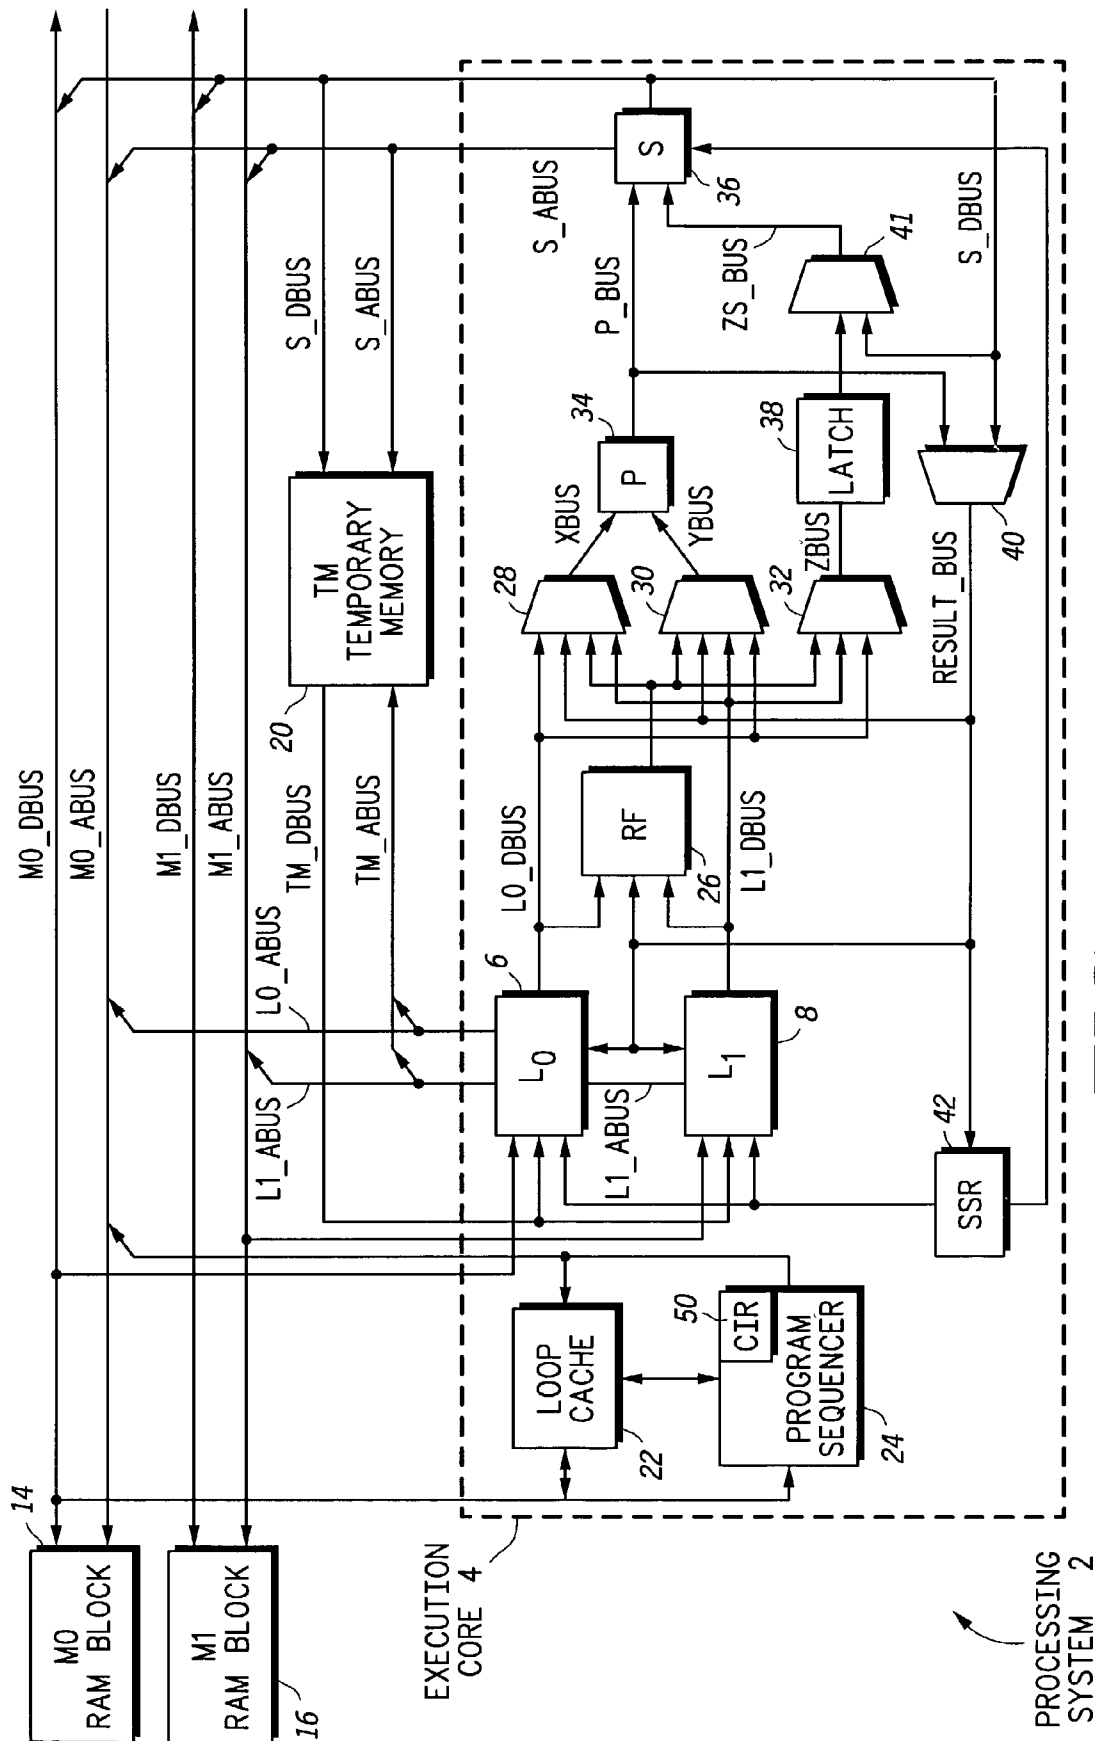 M0
RAM BLOCK
14
M1
RAM BLOCK
16
M0_DBUS
M0_ABUS
M1_DBUS
M1_ABUS
TM_DBUS
TM_ABUS
L0_ABUS
L1_ABUS
20
TM
TEMPORARY
MEMORY
S_DBUS
S_ABUS
EXECUTION
CORE 4
LOOP
CACHE
22
50
CIR
PROGRAM
SEQUENCER
24
L0
6
L1_ABUS
L1
8
L0_DBUS
RF
26
L1_DBUS
28
30
32
XBUS
YBUS
ZBUS
P
34
LATCH
38
P_BUS
ZS_BUS
41
S_ABUS
S
36
S_DBUS
40
RESULT_BUS
SSR
42
PROCESSING
SYSTEM 2